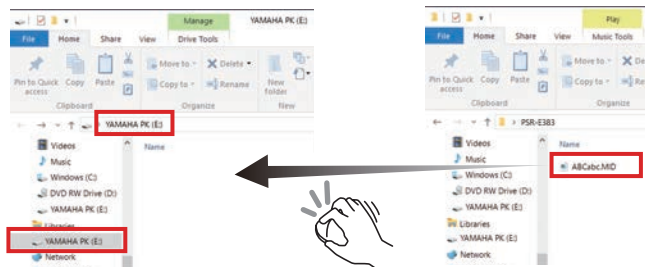 Manage
YAMAHA PK (E:)
File
Home
Share
View
Drive Tools
Pin to Quick access
Copy
Paste
Move to
Copy to
Delete
Rename
New folder
Clipboard
Organize
New
YAMAHA PK (E:)
Videos
Music
Windows (C:)
DVD RW Drive (D:)
YAMAHA PK (E:)
Libraries
YAMAHA PK (E:)
Network
Name
Play
File
Home
Share
View
Music Tools
Pin to Quick access
Copy
Paste
Move to
Copy to
De
Re
Clipboard
Organize
> PSR-E383
Videos
Music
Windows (C:)
DVD RW Drive (D:)
YAMAHA PK (E:)
Libraries
YAMAHA PK (E:)
Network
Name
ABCabc.MID